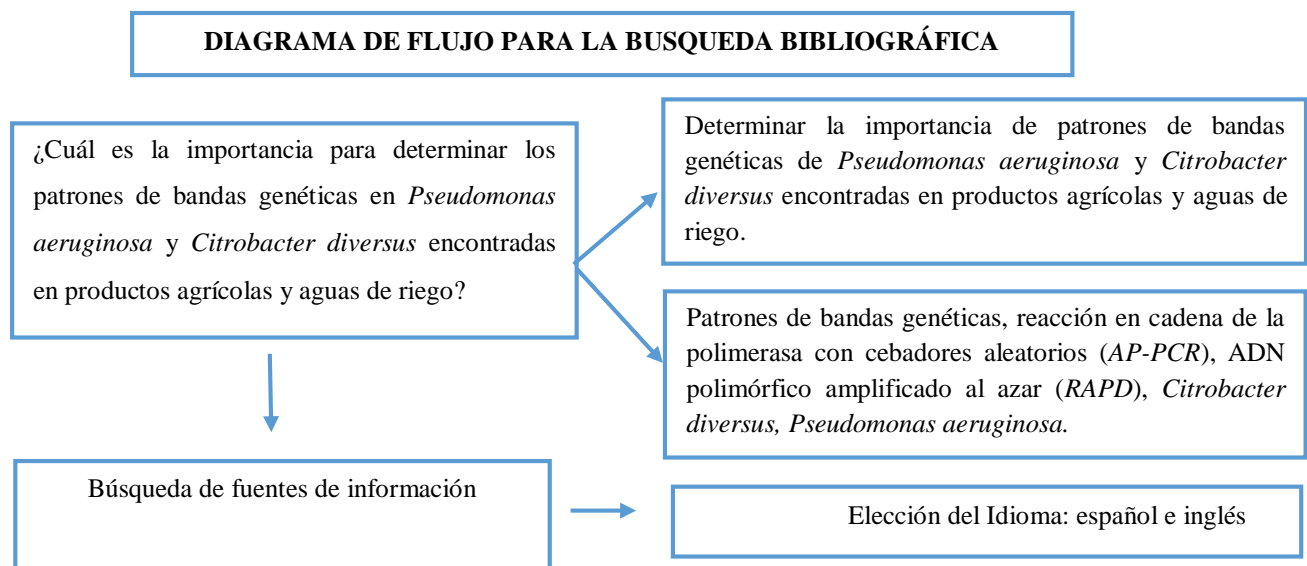 DIAGRAMA DE FLUJO PARA LA BUSQUEDA BIBLIOGRÁFICA
¿Cuál es la importancia para determinar los
patrones de bandas genéticas en Pseudomonas
aeruginosa y Citrobacter diversus encontradas
en productos agrícolas y aguas de riego?
Determinar la importancia de patrones de bandas
genéticas de Pseudomonas aeruginosa y Citrobacter
diversus encontradas en productos agrícolas y aguas de
riego.
Patrones de bandas genéticas, reacción en cadena de la
polimerasa con cebadores aleatorios (AP-PCR), ADN
polimórfico amplificado al azar (RAPD), Citrobacter
diversus, Pseudomonas aeruginosa.
Búsqueda de fuentes de información
Elección del Idioma: español e inglés